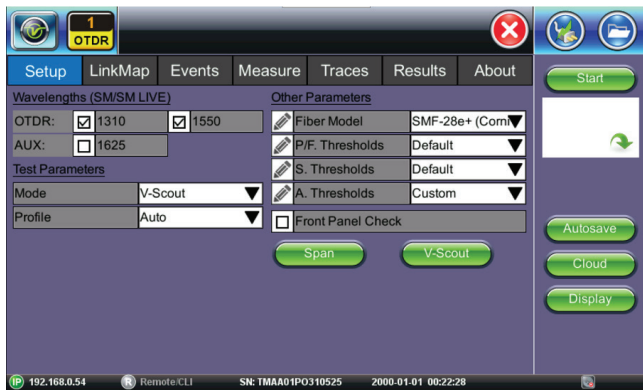 1
OTDR
Setup LinkMap Events Measure Traces Results About
Start
Wavelengths (SM/SM LIVE)
Other Parameters
OTDR: 1310 1550
Fiber Model SMF-28e+ (Corni
AUX: 1625
P/F. Thresholds Default
Test Parameters
S. Thresholds Default
Mode V-Scout
A. Thresholds Custom
Profile Auto
Front Panel Check
Autosave
Span V-Scout
Cloud
Display
IP 192.168.0.54 R Remote/CLI SN: TMAA01PO310525 2000-01-01 00:22:28